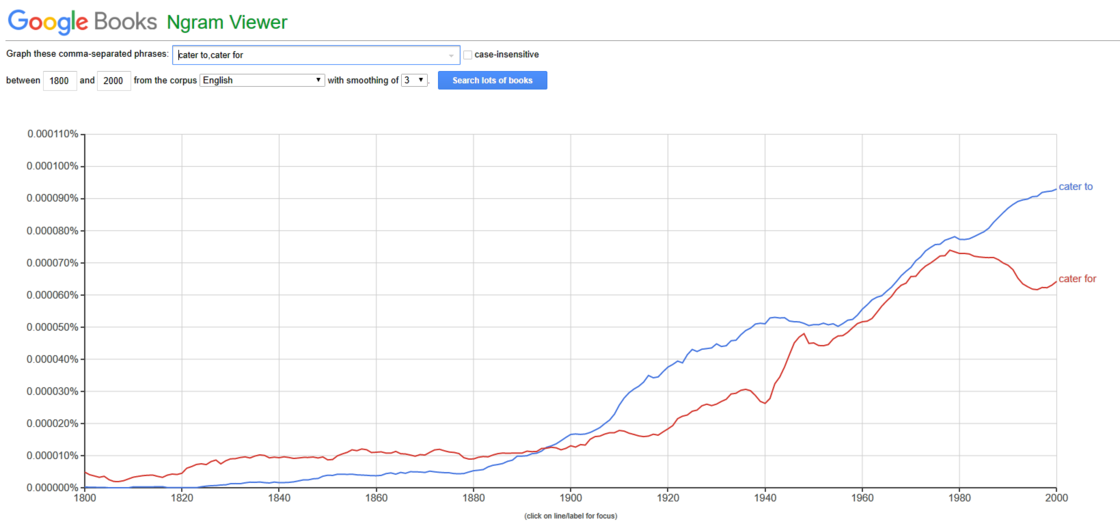 Google Books Ngram Viewer
Graph these comma-separated phrases: cater to,cater for case-insensitive
between 1800 and 2000 from the corpus English with smoothing of 3 . Search lots of books
0.000110%
0.000100%
0.000090%
cater to
0.000080%
0.000070%
cater for
0.000060%
0.000050%
0.000040%
0.000030%
0.000020%
0.000010%
0.000000%
1800 1820 1840 1860 1880 1900 1920 1940 1960 1980 2000
(click on line/label for focus)